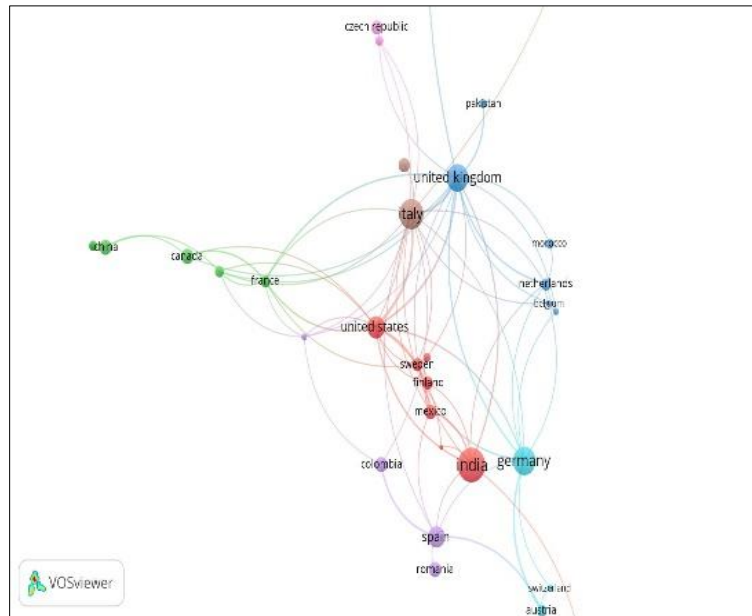 czech republic
pakistan
united kingdom
italy
morocco
china
canada
netherlands
france
belgium
united states
sweden
finland
mexico
colombia
india
germany
spain
romania
switzerland
austria
VOSviewer